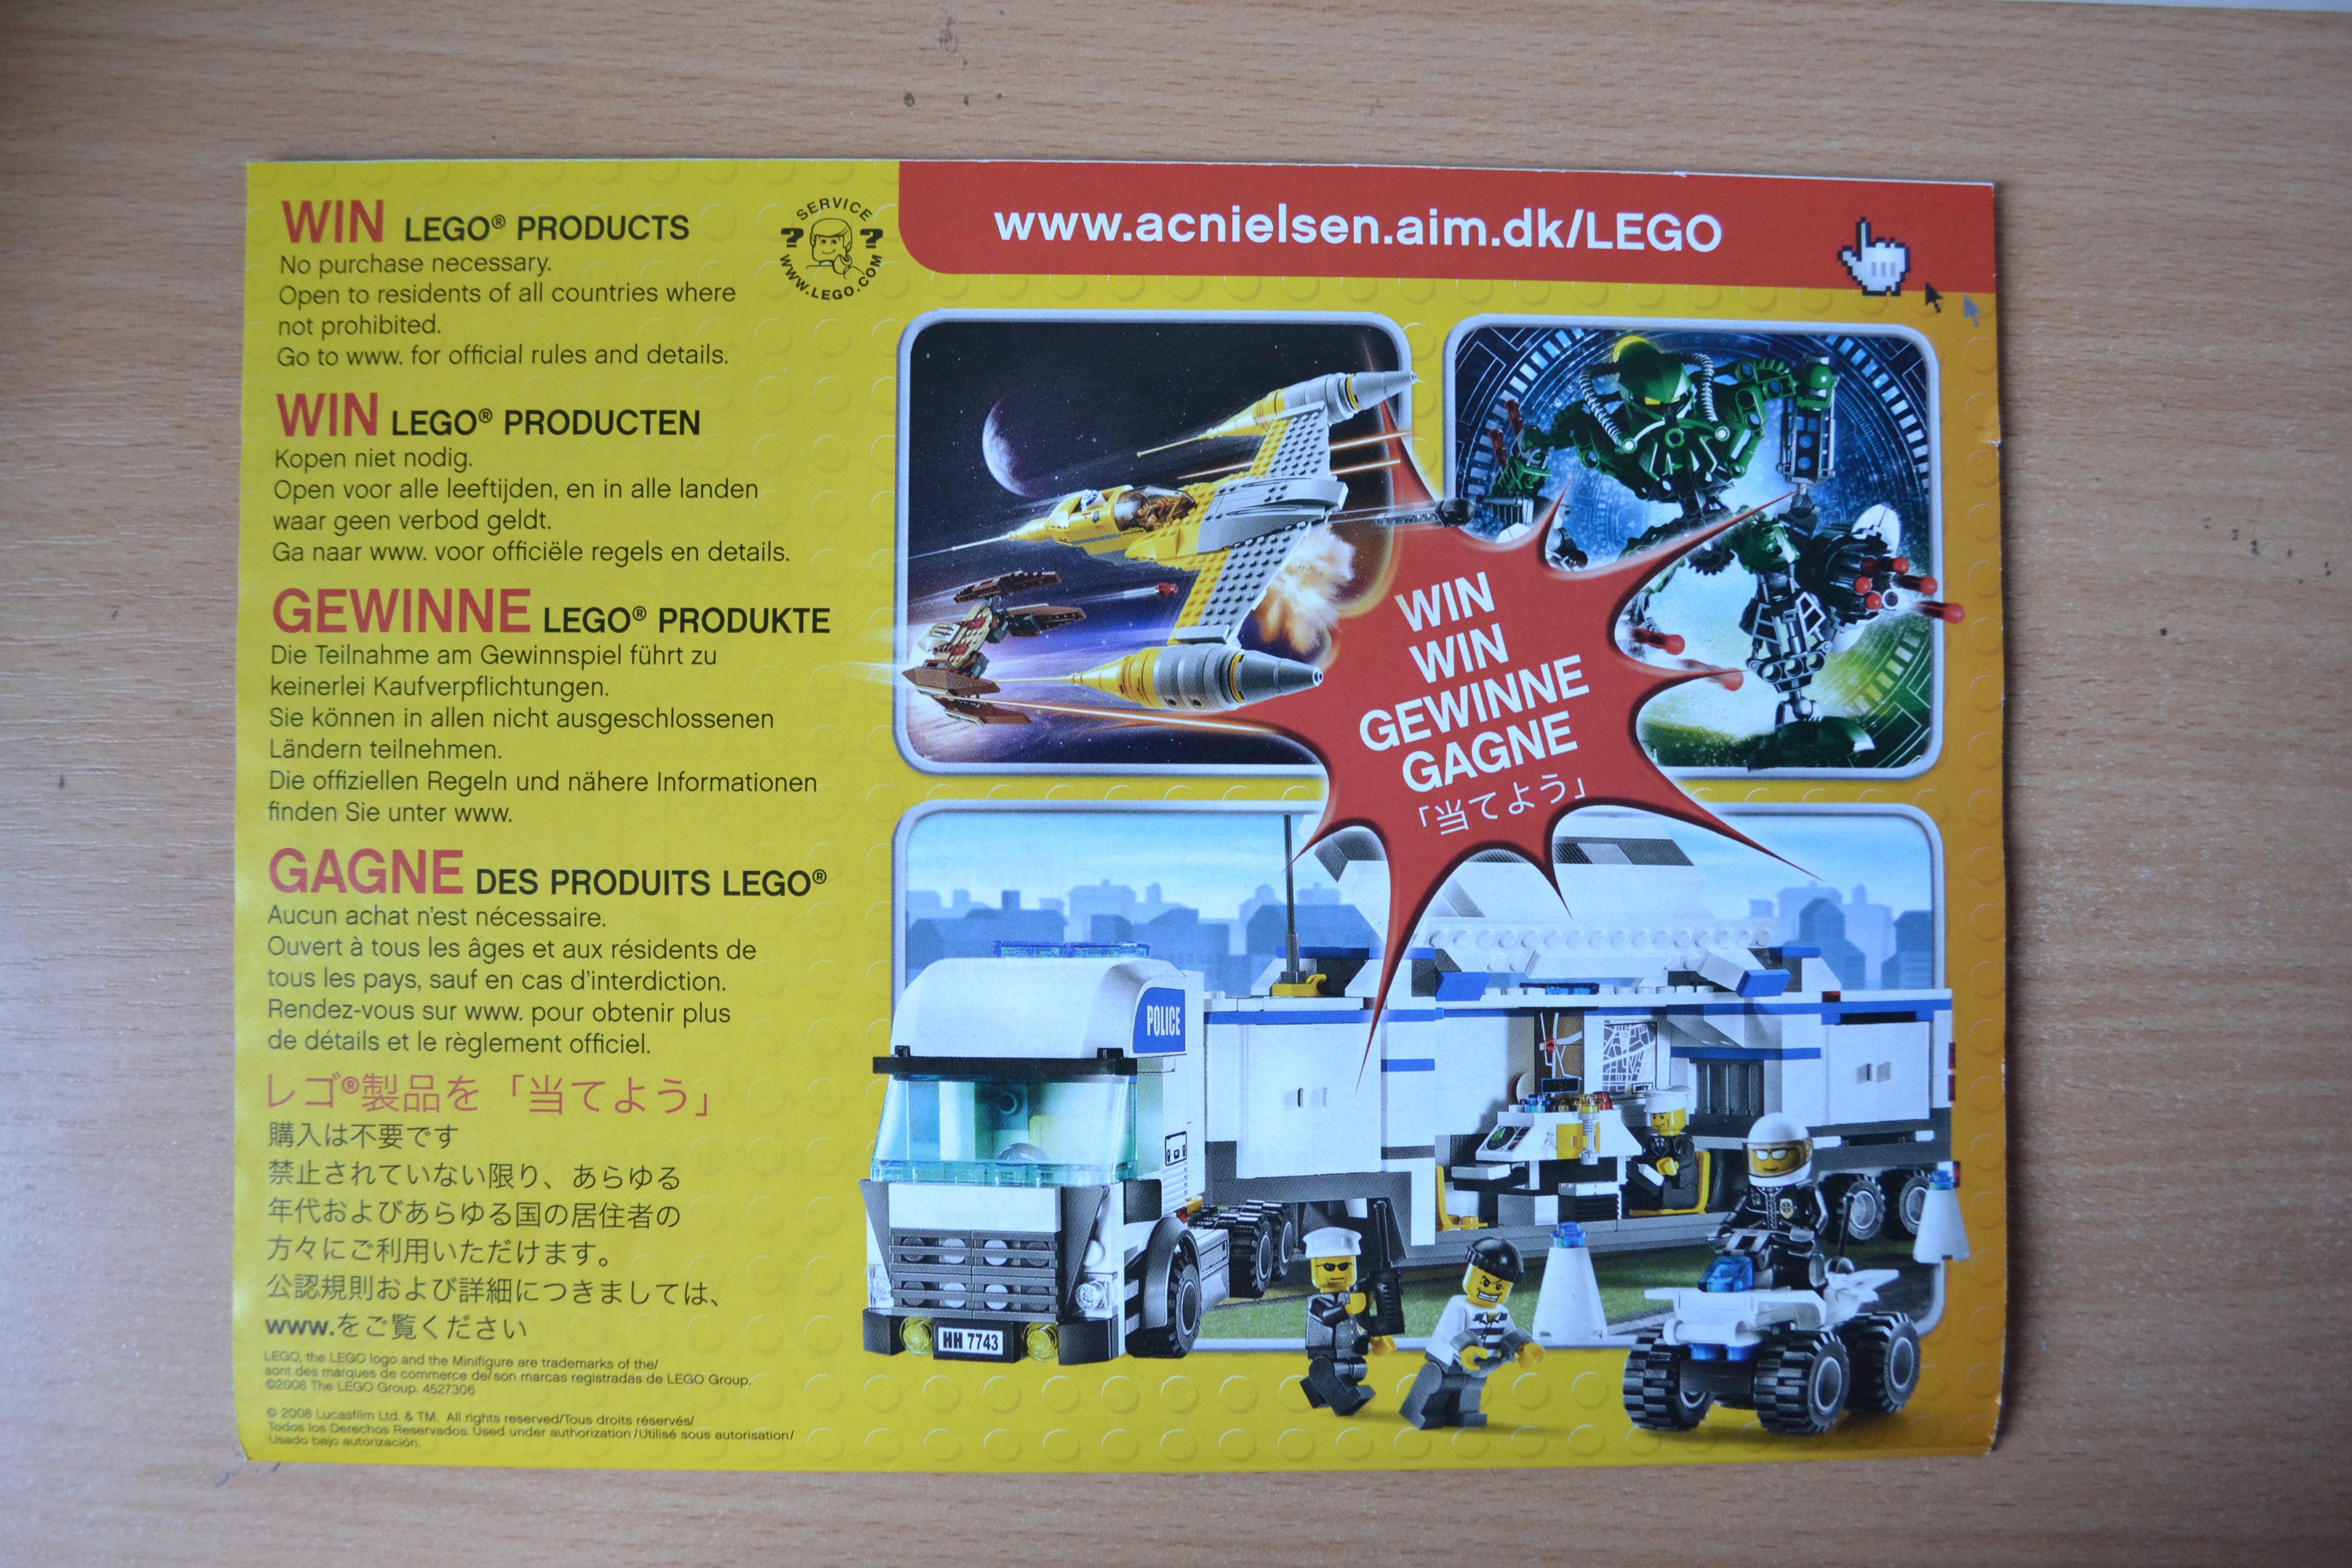 WIN LEGO® PRODUCTS
No purchase necessary.
Open to residents of all countries where
not prohibited.
Go to www. for official rules and details.
SERVICE
WWW.LEGO.COM
WIN LEGO® PRODUCTEN
Kopen niet nodig.
Open voor alle leeftijden, en in alle landen
waar geen verbod geldt.
Ga naar www. voor officiële regels en details.
GEWINNE LEGO® PRODUKTE
Die Teilnahme am Gewinnspiel führt zu
keinerlei Kaufverpflichtungen.
Sie können in allen nicht ausgeschlossenen
Ländern teilnehmen.
Die offiziellen Regeln und nähere Informationen
finden Sie unter www.
GAGNE DES PRODUITS LEGO®
Aucun achat n'est nécessaire.
Ouvert à tous les âges et aux résidents de
tous les pays, sauf en cas d'interdiction.
Rendez-vous sur www. pour obtenir plus
de détails et le règlement officiel.
レゴ®製品を「当てよう」
購入は不要です
禁止されていない限り、あらゆる
年代およびあらゆる国の居住者の
方々にご利用いただけます。
公認規則および詳細につきましては、
www.をご覧ください
LEGO, the LEGO logo and the Minifigure are trademarks of the/
sont des marques de commerce de/son marcas registradas de LEGO Group.
©2008 The LEGO Group. 4527306
© 2008 Lucasfilm Ltd. & TM. All rights reserved/Tous droits réservés/
Todos los Derechos Reservados. Used under authorization/Utilisé sous autorisation/
Usado bajo autorización.
www.acnielsen.aim.dk/LEGO
WIN
WIN
GEWINNE
GAGNE
「当てよう」
POLICE
HH 7743